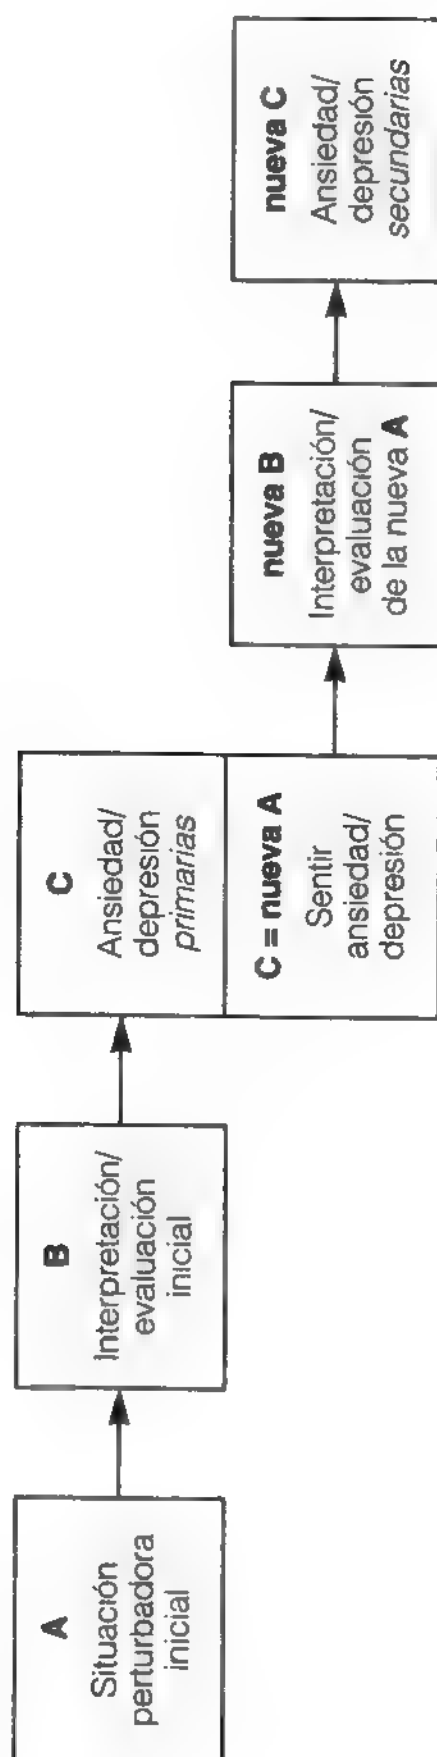 A
Situación
perturbadora
inicial
B
Interpretación/
evaluación
inicial
C
Ansiedad/
depresión
primarias
C = nueva A
Sentir
ansiedad/
depresión
nueva B
Interpretación/
evaluación
de la nueva A
nueva C
Ansiedad/
depresión
secundarias